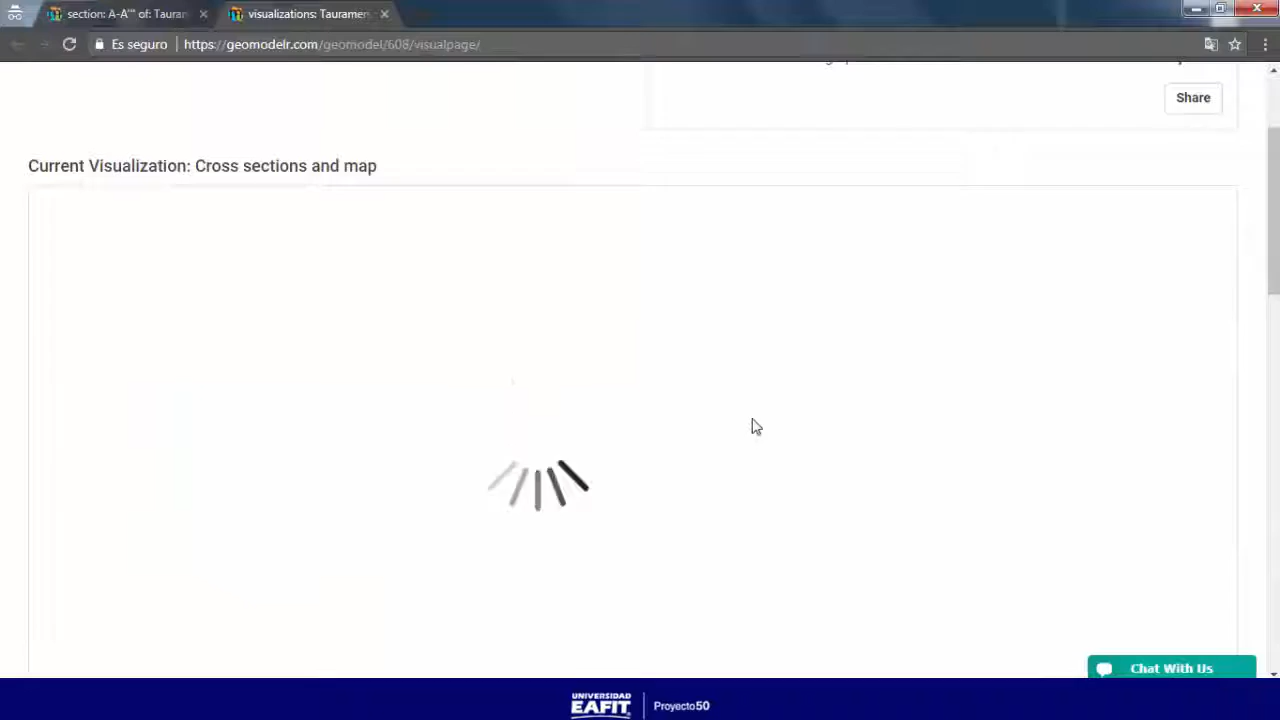 section: A-A''' of: Tauran
visualizations: Taurame
Es seguro
https://geomodelr.com/geomodel/608/visualpage/
Share
Current Visualization: Cross sections and map
Chat With Us
UNIVERSIDAD
EAFIT
Proyecto50